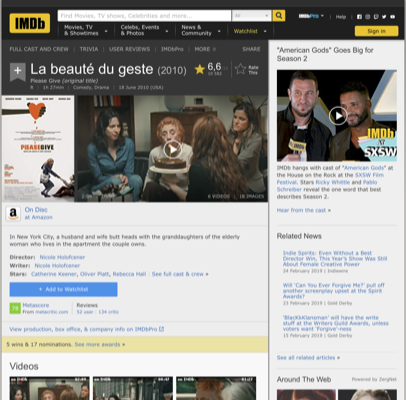 IMDb
Find Movies, TV shows, Celebrities and more...
All
IMDbPro
Help
Movies, TV
& Showtimes
Celebs, Events
& Photos
News &
Community
Watchlist
Sign in
FULL CAST AND CREW | TRIVIA | USER REVIEWS | IMDbPro | MORE
SHARE
La beauté du geste (2010)
Please Give (original title)
R | 1h 27min | Comedy, Drama | 18 June 2010 (USA)
6,6
Rate
This
PLEASE GIVE
6 VIDEOS | 18 IMAGES
On Disc
at Amazon
In New York City, a husband and wife butt heads with the granddaughters of the elderly
woman who lives in the apartment the couple owns.
Director: Nicole Holofcener
Writer: Nicole Holofcener
Stars: Catherine Keener, Oliver Platt, Rebecca Hall | See full cast & crew »
+ Add to Watchlist
Metascore
From metacritic.com
Reviews
52 user | 134 critic
View production, box office, & company info on IMDbPro
5 wins & 17 nominations. See more awards »
Videos
"American Gods" Goes Big for
Season 2
IMDb
AT
SXSW
IMDb hangs with cast of "American Gods" at
the House on the Rock at the SXSW Film
Festival. Stars Ricky Whittle and Pablo
Schreiber reveal the one word that best
describes Season 2.
Hear from the cast »
Related News
Indie Spirits: Even Without a Best
Director Win, This Year's Show Was Still
About Female Creative Power
24 February 2019 | Indiewire
Will 'Can You Ever Forgive Me?' pull off
another screenplay upset at the Spirit
Awards?
23 February 2019 | Gold Derby
'BlacKkKlansman' will have the write
stuff at the Writers Guild Awards, unless
voters want 'Forgive'-ness
15 February 2019 | Gold Derby
See all related articles »
Around The Web
Powered by ZergNet